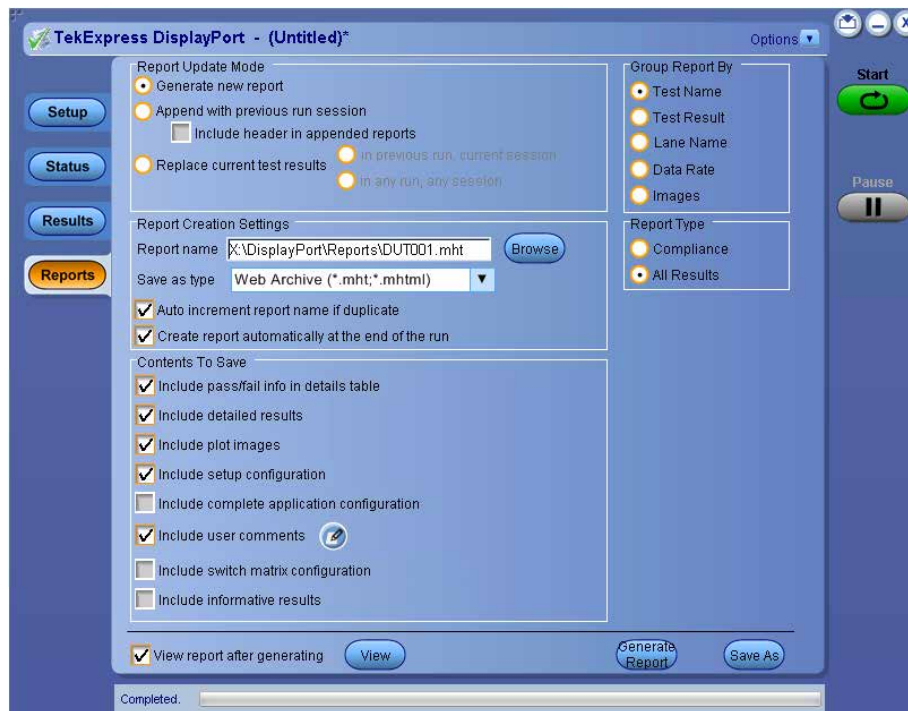 TekExpress DisplayPort - (Untitled)*
Options
Start
Pause
Setup
Status
Results
Reports
Report Update Mode
Generate new report
Append with previous run session
Include header in appended reports
Replace current test results
In previous run, current session
In any run, any session
Group Report By
Test Name
Test Result
Lane Name
Data Rate
Images
Report Creation Settings
Report name X:\DisplayPort\Reports\DUT001.mht Browse
Save as type Web Archive (*.mht;*.mhtml)
Auto increment report name if duplicate
Create report automatically at the end of the run
Report Type
Compliance
All Results
Contents To Save
Include pass/fail info in details table
Include detailed results
Include plot images
Include setup configuration
Include complete application configuration
Include user comments
Include switch matrix configuration
Include informative results
View report after generating View
Generate
Report
Save As
Completed.